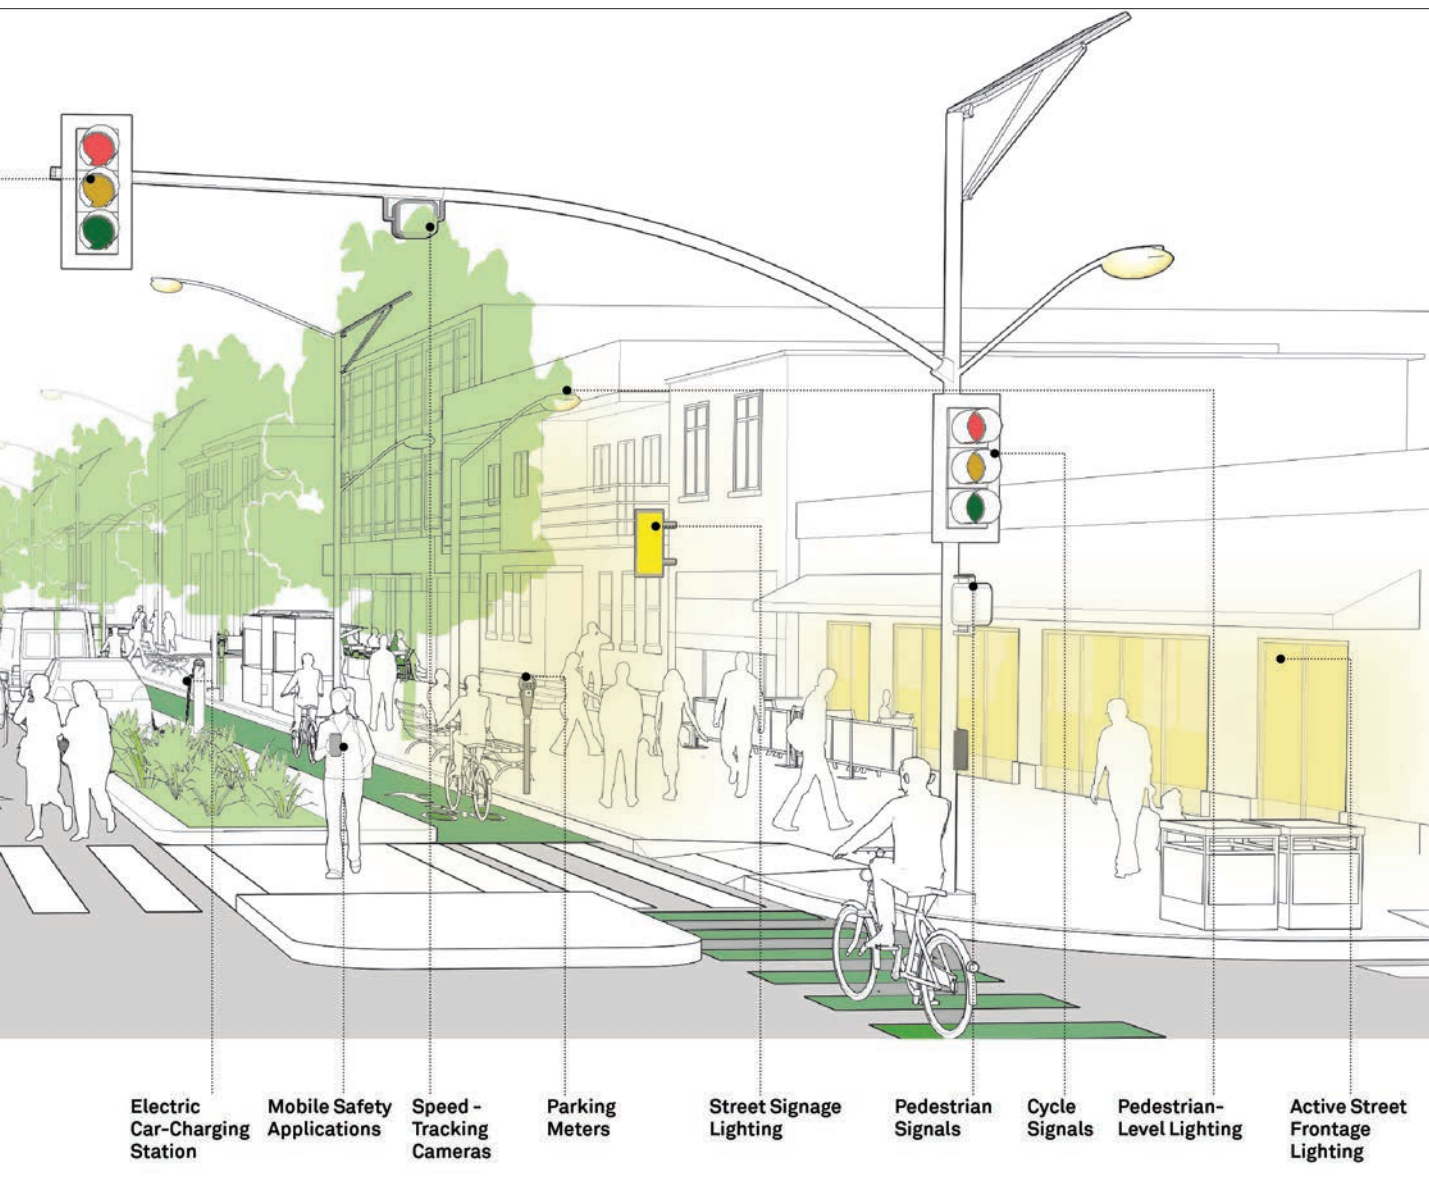 Electric
Car-Charging
Station
Mobile Safety
Applications
Speed -
Tracking
Cameras
Parking
Meters
Street Signage
Lighting
Pedestrian
Signals
Cycle
Signals
Pedestrian-
Level Lighting
Active Street
Frontage
Lighting